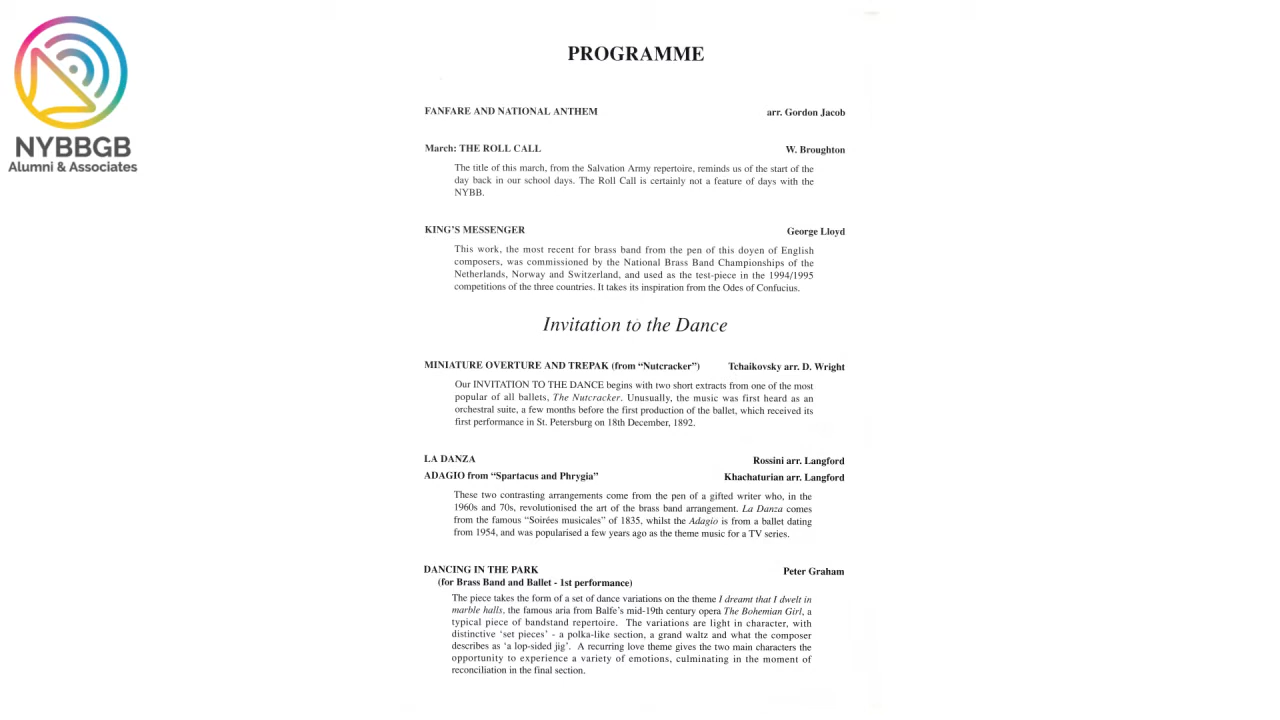 NYBBGB
Alumni & Associates
PROGRAMME
FANFARE AND NATIONAL ANTHEM arr. Gordon Jacob
March: THE ROLL CALL W. Broughton
The title of this march, from the Salvation Army repertoire, reminds us of the start of the
day back in our school days. The Roll Call is certainly not a feature of days with the
NYBB.
KING'S MESSENGER George Lloyd
This work, the most recent for brass band from the pen of this doyen of English
composers, was commissioned by the National Brass Band Championships of the
Netherlands, Norway and Switzerland, and used as the test-piece in the 1994/1995
competitions of the three countries. It takes its inspiration from the Odes of Confucius.
Invitation to the Dance
MINIATURE OVERTURE AND TREPAK (from “Nutcracker”) Tchaikovsky arr. D. Wright
Our INVITATION TO THE DANCE begins with two short extracts from one of the most
popular of all ballets, The Nutcracker. Unusually, the music was first heard as an
orchestral suite, a few months before the first production of the ballet, which received its
first performance in St. Petersburg on 18th December, 1892.
LA DANZA Rossini arr. Langford
ADAGIO from “Spartacus and Phrygia” Khachaturian arr. Langford
These two contrasting arrangements come from the pen of a gifted writer who, in the
1960s and 70s, revolutionised the art of the brass band arrangement. La Danza comes
from the famous “Soirées musicales” of 1835, whilst the Adagio is from a ballet dating
from 1954, and was popularised a few years ago as the theme music for a TV series.
DANCING IN THE PARK Peter Graham
(for Brass Band and Ballet - 1st performance)
The piece takes the form of a set of dance variations on the theme I dreamt that I dwelt in
marble halls, the famous aria from Balfe's mid-19th century opera The Bohemian Girl, a
typical piece of bandstand repertoire. The variations are light in character, with
distinctive ‘set pieces’ - a polka-like section, a grand waltz and what the composer
describes as ‘a lop-sided jig’. A recurring love theme gives the two main characters the
opportunity to experience a variety of emotions, culminating in the moment of
reconciliation in the final section.